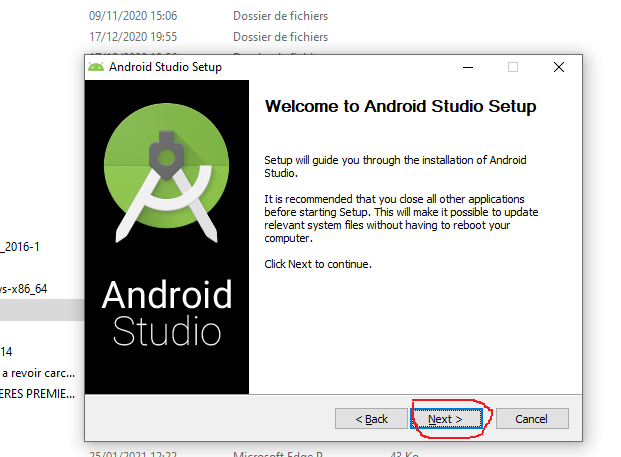 09/11/2020 15:06 Dossier de fichiers
17/12/2020 19:55 Dossier de fichiers
Android Studio Setup
Welcome to Android Studio Setup
Setup will guide you through the installation of Android
Studio.
It is recommended that you close all other applications
before starting Setup. This will make it possible to update
relevant system files without having to reboot your
computer.
Click Next to continue.
Android
Studio
_2016-1
ys-x86_64
14
a revoir carc...
ERES PREMIE...
< Back Next > Cancel
25/01/2021 12:22 Microsoft Edge P... 43 Ko